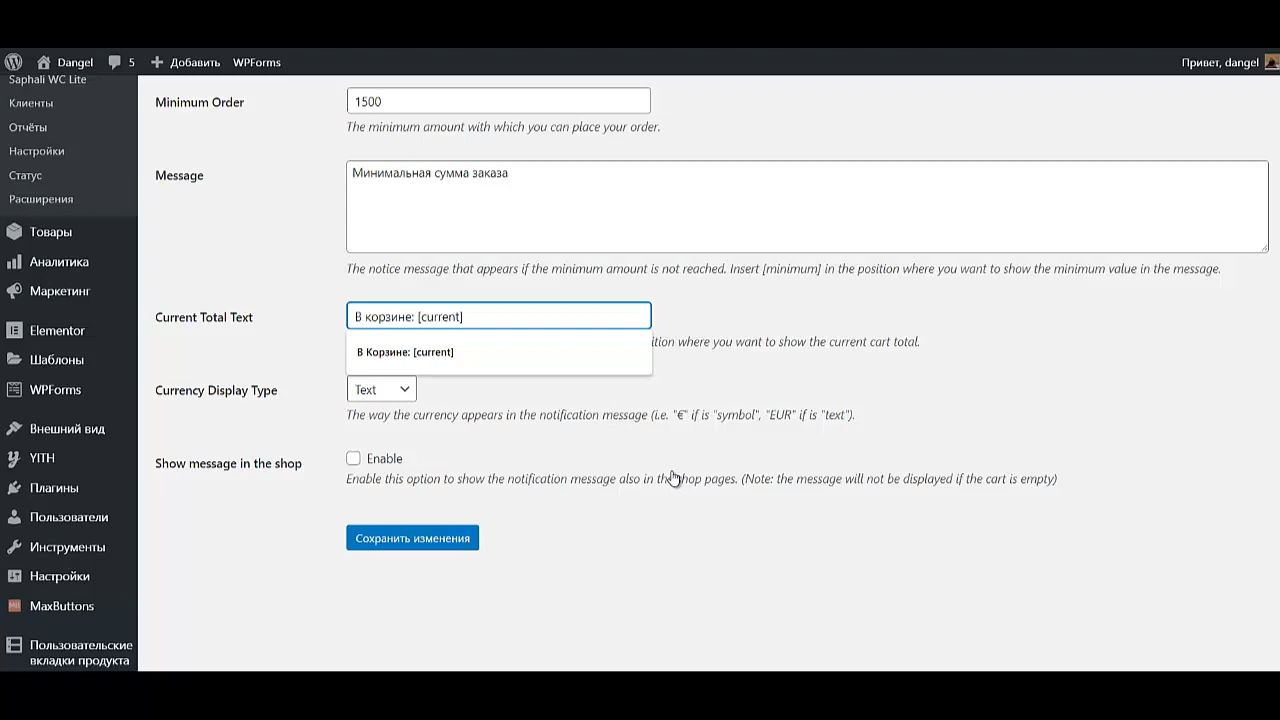 Dangel 5 Добавить WPForms Привет, dangel
Saphali WC Lite
Клиенты
Отчёты
Настройки
Статус
Расширения
Товары
Аналитика
Маркетинг
Elementor
Шаблоны
WPForms
Внешний вид
YITH
Плагины
Пользователи
Инструменты
Настройки
MaxButtons
Пользовательские
вкладки продукта
Minimum Order
1500
The minimum amount with which you can place your order.
Message
Минимальная сумма заказа
The notice message that appears if the minimum amount is not reached. Insert [minimum] in the position where you want to show the minimum value in the message.
Current Total Text
В корзине: [current]
ition where you want to show the current cart total.
В Корзине: [current]
Currency Display Type
Text
The way the currency appears in the notification message (i.e. "€" if is "symbol", "EUR" if is "text").
Show message in the shop
Enable
Enable this option to show the notification message also in the shop pages. (Note: the message will not be displayed if the cart is empty)
Сохранить изменения